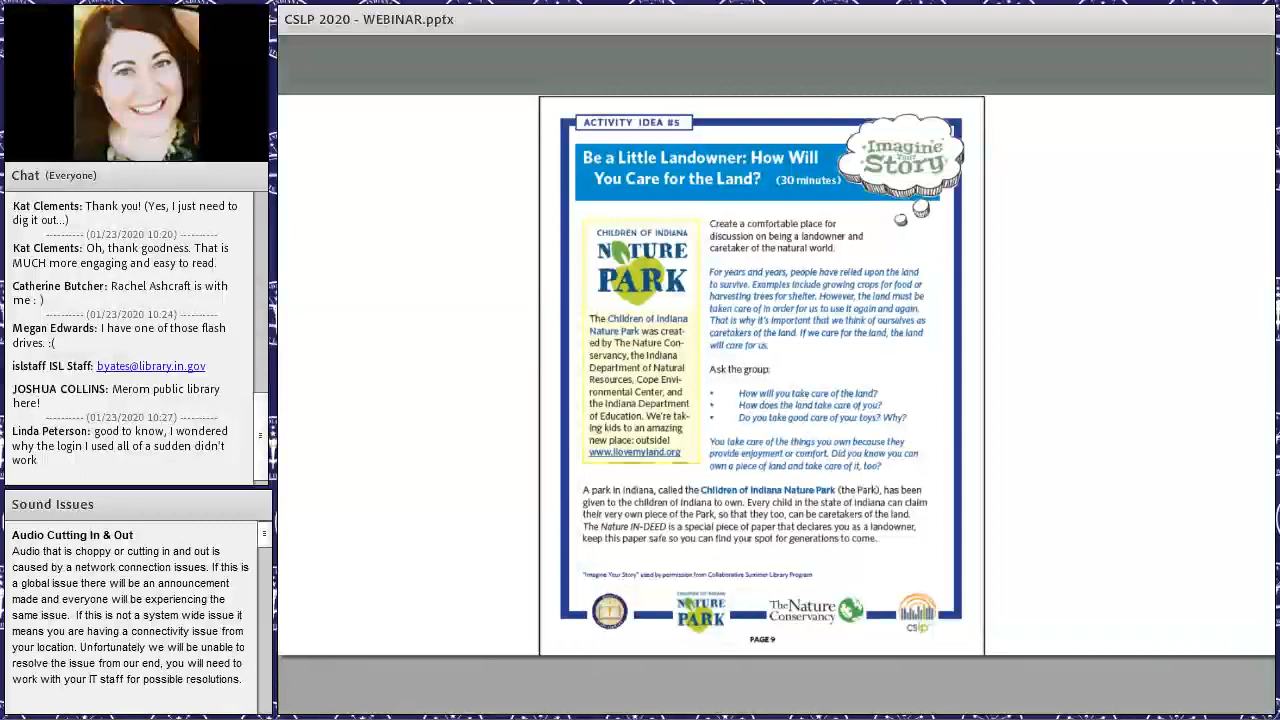 CSLP 2020 - WEBINAR.pptx
Chat (Everyone)
Kat Clements: Thank you! (Yes, I just need to
dig it out...)
---------- (01/23/2020 10:20) ----------
Kat Clements: Oh, thank goodness. That is
MUCH more engaging and easy to read.
Catherine Butcher: Rachel Ashcraft is with
me : )
---------- (01/23/2020 10:24) ----------
Megan Edwards: I have one of those flash
drives. :(
islstaff ISL Staff: byates@library.in.gov
JOSHUA COLLINS: Merom public library
here!
---------- (01/23/2020 10:27) ----------
Linda Petersen: good to know, I wondered
why the login I used all of a sudden didn't
work
Sound Issues
Audio Cutting In & Out
Audio that is choppy or cutting in and out is
caused by a network connection issues. If this is
a global issue there will be an announcement
made and everyone will be experiencing the
same issue. If this is not a system wide issue it
means you are having a connectivity issue from
your location. Unfortunately we will be unable to
resolve the issue from our end, you will need to
work with your IT staff for possible resolutions.
ACTIVITY IDEA #5
Be a Little Landowner: How Will
You Care for the Land? (30 minutes)
Imagine
Your
Story
CHILDREN OF INDIANA
NATURE
PARK
The Children of Indiana
Nature Park was creat-
ed by The Nature Con-
servancy, the Indiana
Department of Natural
Resources, Cope Envi-
ronmental Center, and
the Indiana Department
of Education. We're tak-
ing kids to an amazing
new place: outside!
www.ilovemyland.org
Create a comfortable place for
discussion on being a landowner and
caretaker of the natural world.
For years and years, people have relied upon the land
to survive. Examples include growing crops for food or
harvesting trees for shelter. However, the land must be
taken care of in order for us to use it again and again.
That is why it's important that we think of ourselves as
caretakers of the land. If we care for the land, the land
will care for us.
Ask the group:
• How will you take care of the land?
• How does the land take care of you?
• Do you take good care of your toys? Why?
You take care of the things you own because they
provide enjoyment or comfort. Did you know you can
own a piece of land and take care of it, too?
A park in Indiana, called the Children of Indiana Nature Park (the Park), has been
given to the children of Indiana to own. Every child in the state of Indiana can claim
their very own piece of the Park, so that they too, can be caretakers of the land.
The Nature IN-DEED is a special piece of paper that declares you as a landowner,
keep this paper safe so you can find your spot for generations to come.
"Imagine Your Story" used by permission from Collaborative Summer Library Program
CHILDREN OF INDIANA
NATURE
PARK
The Nature
Conservancy
cslp
PAGE 9